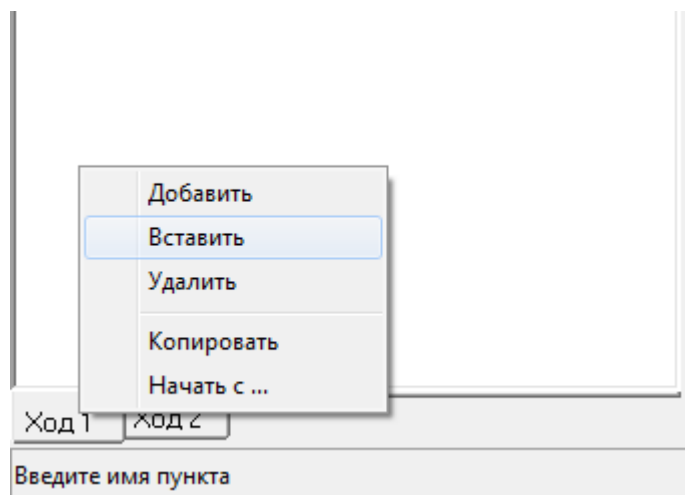 Добавить
Вставить
Удалить
Копировать
Начать с ...
Ход 1 Ход 2
Введите имя пункта